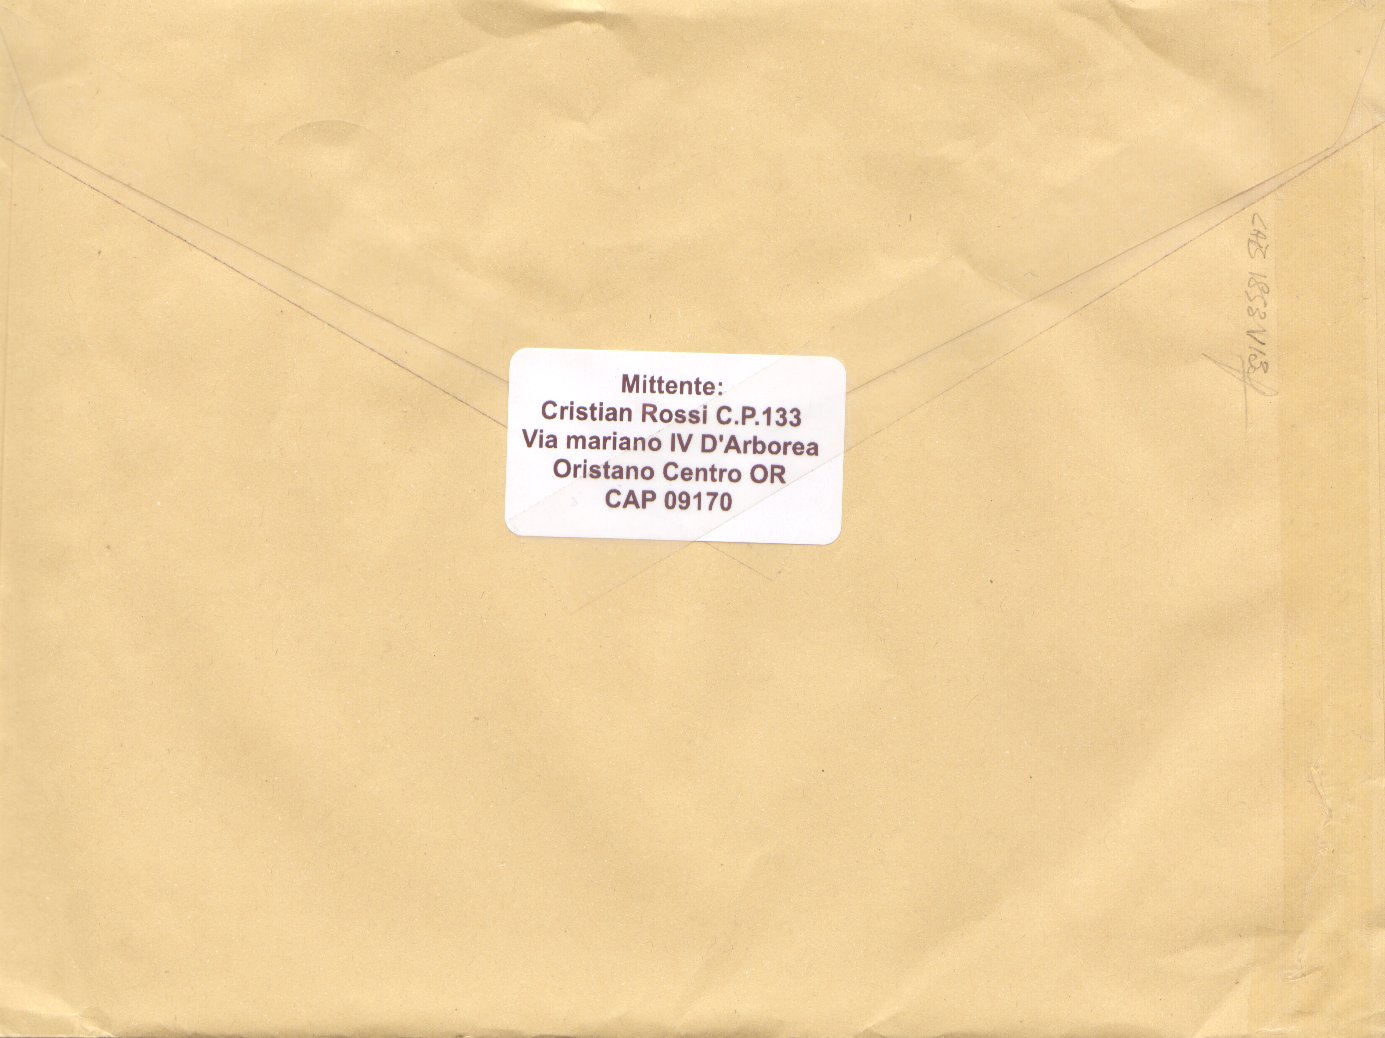 Mittente:
Cristian Rossi C.P.133
Via mariano IV D'Arborea
Oristano Centro OR
CAP 09170